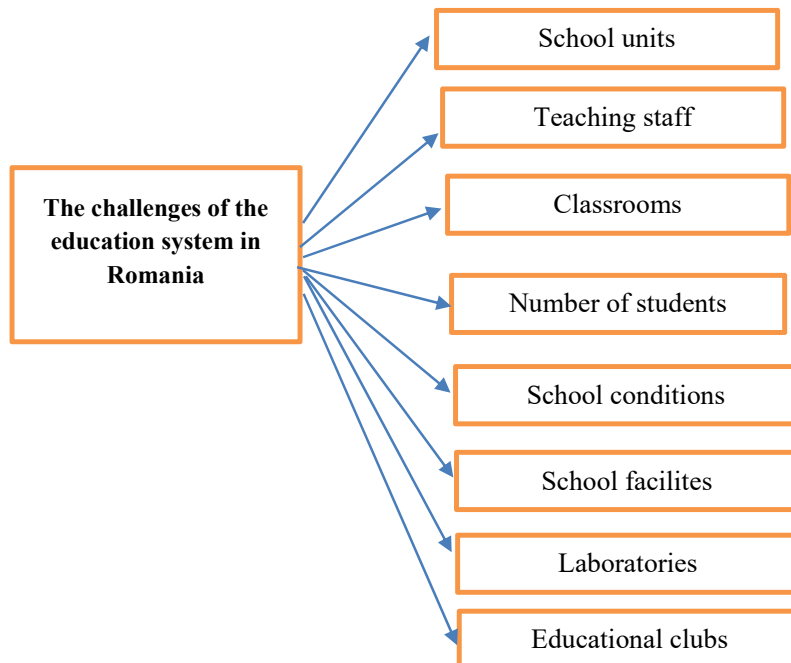 School units
Teaching staff
The challenges of the
education system in
Romania
Classrooms
Number of students
School conditions
School facilites
Laboratories
Educational clubs